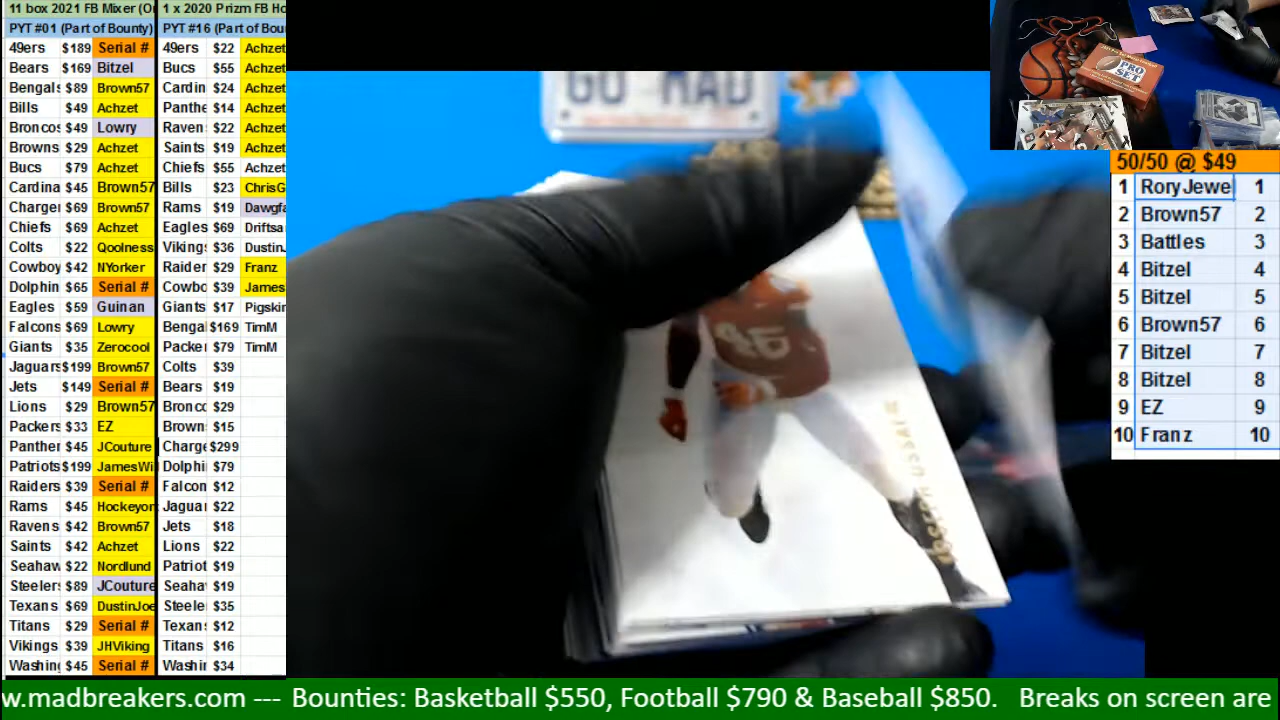 11 box 2021 FB Mixer (O
PYT #01 (Part of Bounty)
49ers $189 Serial #
Bears $169 Bitzel
Bengals $89 Brown57
Bills $49 Achzet
Broncos $49 Lowry
Browns $29 Achzet
Bucs $79 Achzet
Cardina $45 Brown57
Charge $69 Brown57
Chiefs $69 Achzet
Colts $22 Qoolness
Cowboy $42 NYorker
Dolphin $65 Serial #
Eagles $59 Guinan
Falcons $69 Lowry
Giants $35 Zerocool
Jaguars $199 Brown57
Jets $149 Serial #
Lions $29 Brown57
Packers $33 EZ
Panther $45 JCouture
Patriots $199 JamesWi
Raiders $39 Serial #
Rams $45 Hockeyon
Ravens $42 Brown57
Saints $42 Achzet
Seahaw $22 Nordlund
Steelers $89 JCouture
Texans $69 DustinJoe
Titans $29 Serial #
Vikings $39 JHViking
Washing $45 Serial #
1 x 2020 Prizm FB Ho
PYT #16 (Part of Boun
49ers $22 Achzet
Bucs $55 Achzet
Cardin $24 Achzet
Panthe $14 Achzet
Raven $22 Achzet
Saints $19 Achzet
Chiefs $55 Achzet
Bills $23 ChrisG
Rams $19 Dawgfa
Eagles $69 Driftsa
Viking $36 DustinJ
Raider $29 Franz
Cowbo $39 James
Giants $17 Pigskin
Benga $169 TimM
Packe $79 TimM
Colts $39
Bears $19
Bronco $29
Brown $15
Charge $299
Dolphi $79
Falcon $12
Jagua $22
Jets $18
Lions $22
Patriot $19
Seaha $19
Steele $35
Texan $12
Titans $16
Washi $34
GO MAD
PRO SET
50/50 @ $49
1 RoryJewel 1
2 Brown57 2
3 Battles 3
4 Bitzel 4
5 Bitzel 5
6 Brown57 6
7 Bitzel 7
8 Bitzel 8
9 EZ 9
10 Franz 10
w.madbreakers.com --- Bounties: Basketball $550, Football $790 & Baseball $850. Breaks on screen are